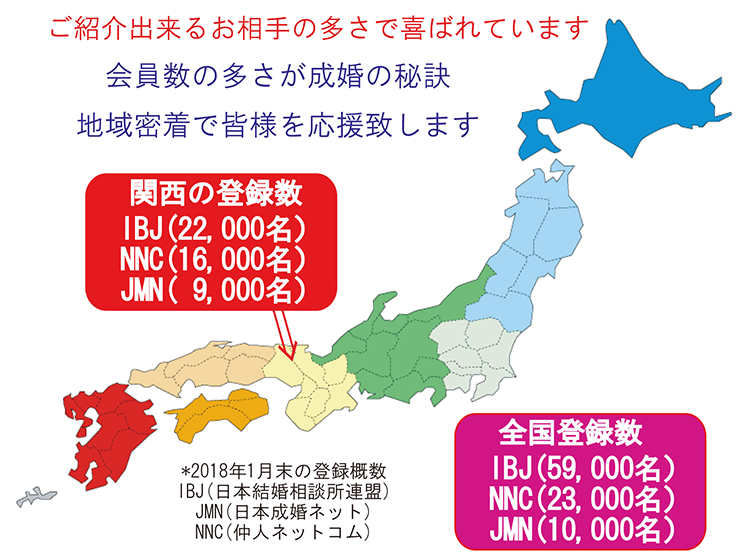 ご紹介出来るお相手の多さで喜ばれています
会員数の多さが成婚の秘訣
地域密着で皆様を応援致します
関西の登録数
IBJ(22,000名)
NNC(16,000名)
JMN( 9,000名)
全国登録数
IBJ(59,000名)
NNC(23,000名)
JMN(10,000名)
*2018年1月末の登録概数
IBJ(日本結婚相談所連盟)
JMN(日本成婚ネット)
NNC(仲人ネットコム)